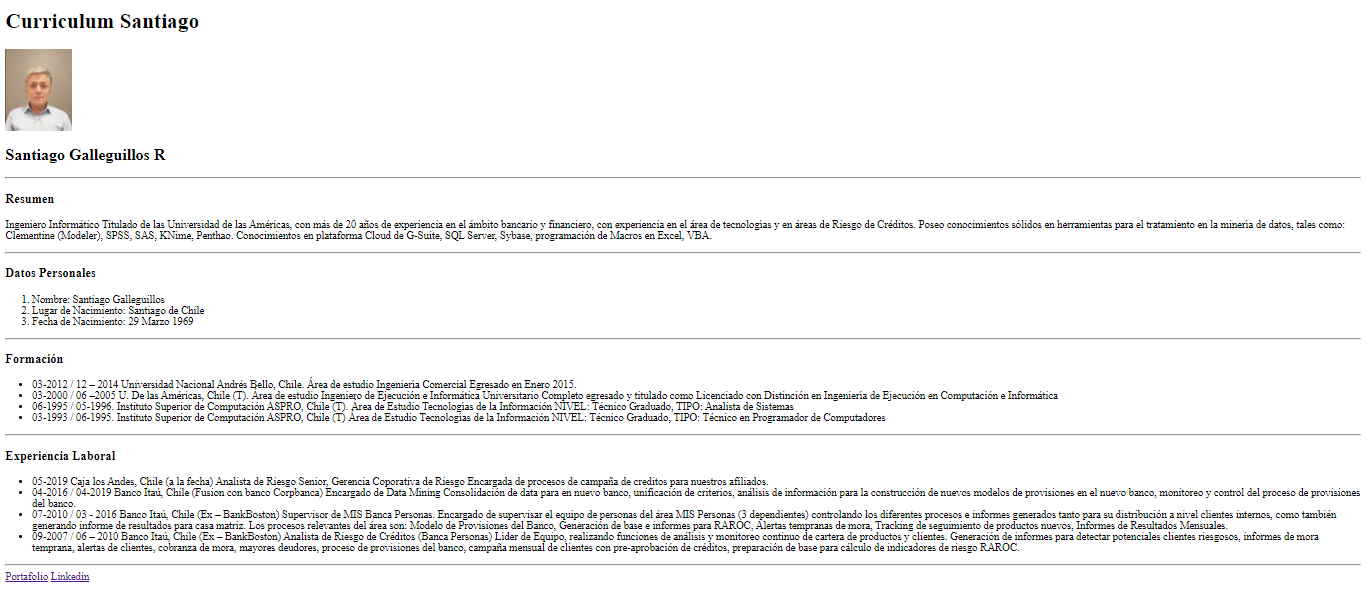 Curriculum Santiago
Santiago Galleguillos R
Resumen
Ingeniero Informático Titulado de las Universidad de las Américas, con más de 20 años de experiencia en el ámbito bancario y financiero, con experiencia en el área de tecnologías y en áreas de Riesgo de Créditos. Poseo conocimientos sólidos en herramientas para el tratamiento en la minería de datos, tales como:
Clementine (Modeler), SPSS, SAS, KNime, Penthao. Conocimientos en plataforma Cloud de G-Suite, SQL Server, Sybase, programación de Macros en Excel, VBA.
Datos Personales
1. Nombre: Santiago Galleguillos
2. Lugar de Nacimiento: Santiago de Chile
3. Fecha de Nacimiento: 29 Marzo 1969
Formación
• 03-2012 / 12 – 2014 Universidad Nacional Andrés Bello, Chile. Área de estudio Ingeniería Comercial Egresado en Enero 2015.
• 03-2000 / 06 –2005 U. De las Américas, Chile (T). Área de estudio Ingeniero de Ejecución e Informática Universitario Completo egresado y titulado como Licenciado con Distinción en Ingeniería de Ejecución en Computación e Informática
• 06-1995 / 05-1996. Instituto Superior de Computación ASPRO, Chile (T). Área de Estudio Tecnologías de la Información NIVEL: Técnico Graduado, TIPO: Analista de Sistemas
• 03-1993 / 06-1995. Instituto Superior de Computación ASPRO, Chile (T) Área de Estudio Tecnologías de la Información NIVEL: Técnico Graduado, TIPO: Técnico en Programador de Computadores
Experiencia Laboral
• 05-2019 Caja los Andes, Chile (a la fecha) Analista de Riesgo Senior, Gerencia Coporativa de Riesgo Encargada de procesos de campaña de creditos para nuestros afiliados.
• 04-2016 / 04-2019 Banco Itaú, Chile (Fusion con banco Corpbanca) Encargado de Data Mining Consolidación de data para en nuevo banco, unificación de criterios, análisis de información para la construcción de nuevos modelos de provisiones en el nuevo banco, monitoreo y control del proceso de provisiones
del banco.
• 07-2010 / 03 - 2016 Banco Itaú, Chile (Ex – BankBoston) Supervisor de MIS Banca Personas. Encargado de supervisar el equipo de personas del área MIS Personas (3 dependientes) controlando los diferentes procesos e informes generados tanto para su distribución a nivel clientes internos, como también
generando informe de resultados para casa matriz. Los procesos relevantes del área son: Modelo de Provisiones del Banco, Generación de base e informes para RAROC, Alertas tempranas de mora, Tracking de seguimiento de productos nuevos, Informes de Resultados Mensuales.
• 09-2007 / 06 – 2010 Banco Itaú, Chile (Ex – BankBoston) Analista de Riesgo de Créditos (Banca Personas) Líder de Equipo, realizando funciones de análisis y monitoreo continuo de cartera de productos y clientes. Generación de informes para detectar potenciales clientes riesgosos, informes de mora
temprana, alertas de clientes, cobranza de mora, mayores deudores, proceso de provisiones del banco, campaña mensual de clientes con pre-aprobación de créditos, preparación de base para cálculo de indicadores de riesgo RAROC.
Portafolio Linkedin